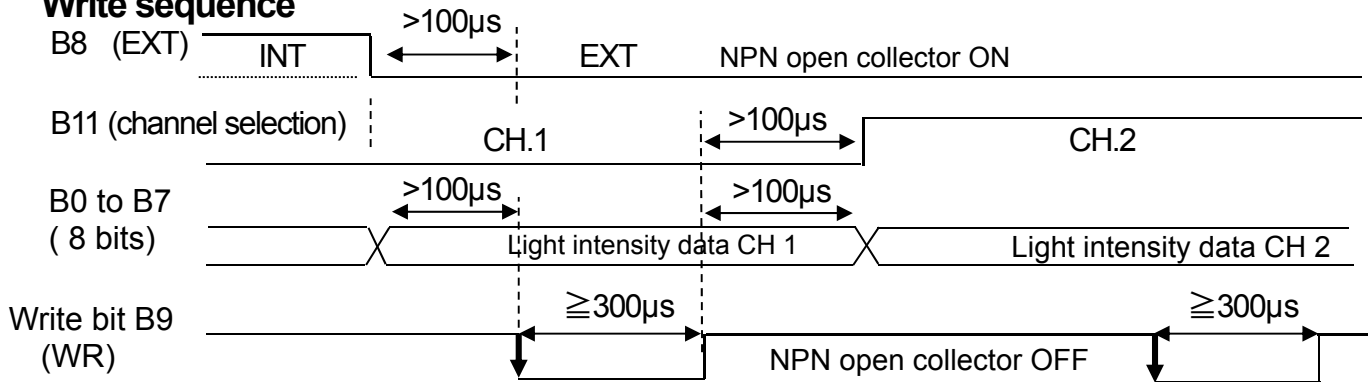 Write sequence
>100µs
B8 (EXT) INT EXT NPN open collector ON
B11 (channel selection) CH.1 >100µs CH.2
B0 to B7 >100µs >100µs
( 8 bits) Light intensity data CH 1 Light intensity data CH 2
Write bit B9 ≧300µs ≧300µs
(WR) NPN open collector OFF